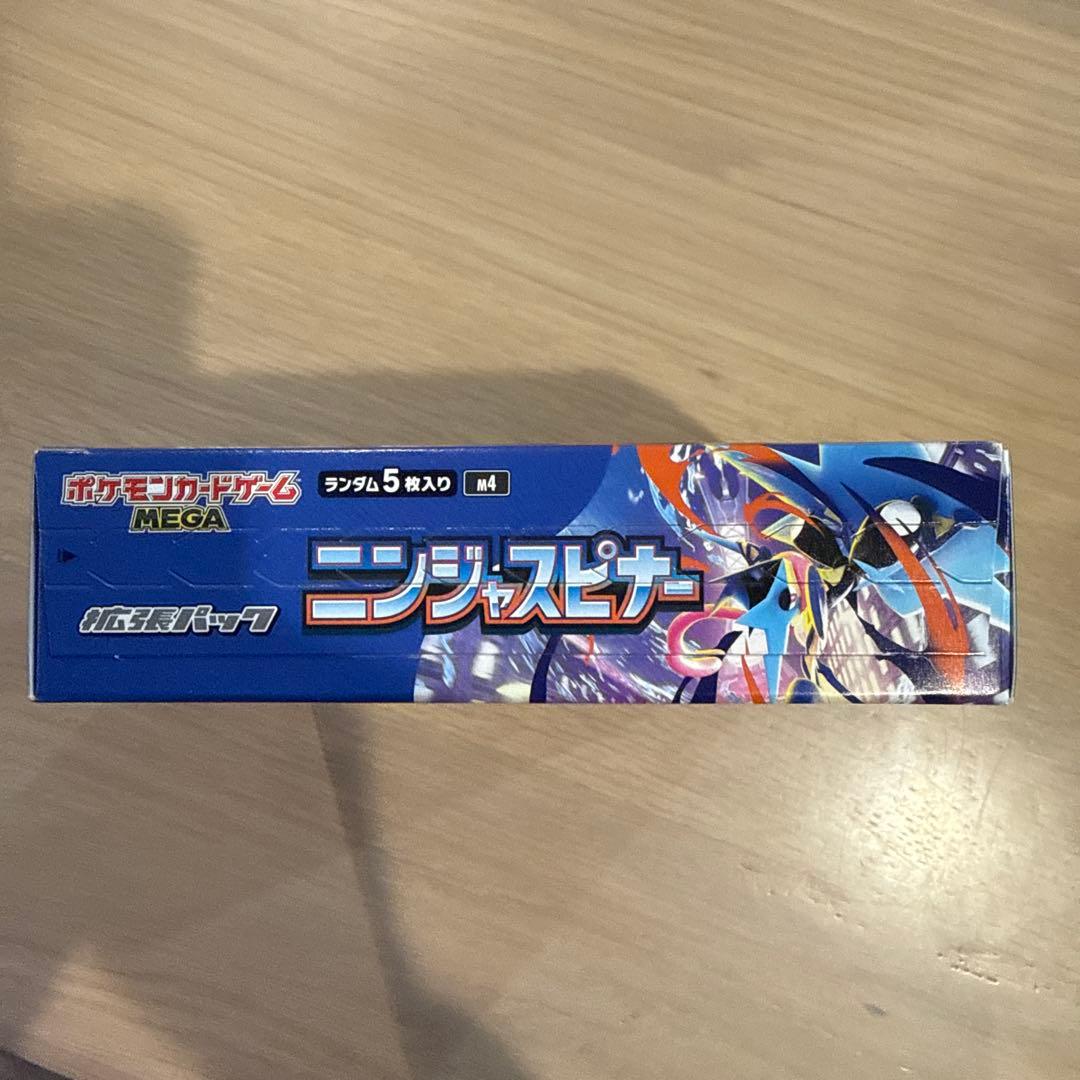 ポケモンカードゲーム
MEGA
ランダム5枚入り M4
拡張パック
ニンジャスピナー